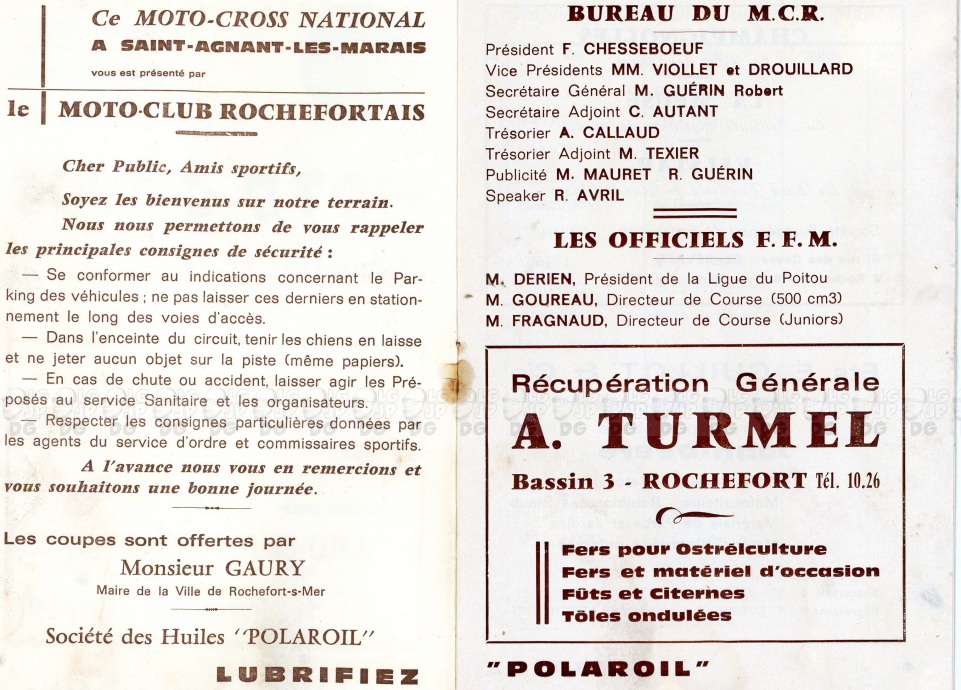 Ce MOTO-CROSS NATIONAL
A SAINT-AGNANT-LES-MARAIS
vous est présenté par
le MOTO-CLUB ROCHEFORTAIS
Cher Public, Amis sportifs,
Soyez les bienvenus sur notre terrain.
Nous nous permettons de vous rappeler
les principales consignes de sécurité :
— Se conformer au indications concernant le Par-
king des véhicules ; ne pas laisser ces derniers en station-
nement le long des voies d'accès.
— Dans l'enceinte du circuit, tenir les chiens en laisse
et ne jeter aucun objet sur la piste (même papiers).
— En cas de chute ou accident, laisser agir les Pré-
posés au service Sanitaire et les organisateurs.
— Respecter les consignes particulières données par
les agents du service d'ordre et commissaires sportifs.
A l'avance nous vous en remercions et
vous souhaitons une bonne journée.
Les coupes sont offertes par
Monsieur GAURY
Maire de la Ville de Rochefort-s-Mer
Société des Huiles "POLAROIL"
LUBRIFIEZ
BUREAU DU M.C.R.
Président F. CHESSEBOEUF
Vice Présidents MM. VIOLLET et DROUILLARD
Secrétaire Général M. GUÉRIN Robert
Secrétaire Adjoint C. AUTANT
Trésorier A. CALLAUD
Trésorier Adjoint M. TEXIER
Publicité M. MAURET R. GUÉRIN
Speaker R. AVRIL
LES OFFICIELS F. F. M.
M. DERIEN, Président de la Ligue du Poitou
M. GOUREAU, Directeur de Course (500 cm3)
M. FRAGNAUD, Directeur de Course (Juniors)
Récupération Générale
A. TURMEL
Bassin 3 - ROCHEFORT Tél. 10.26
Fers pour Ostréiculture
Fers et matériel d'occasion
Fûts et Citernes
Tôles ondulées
"POLAROIL"